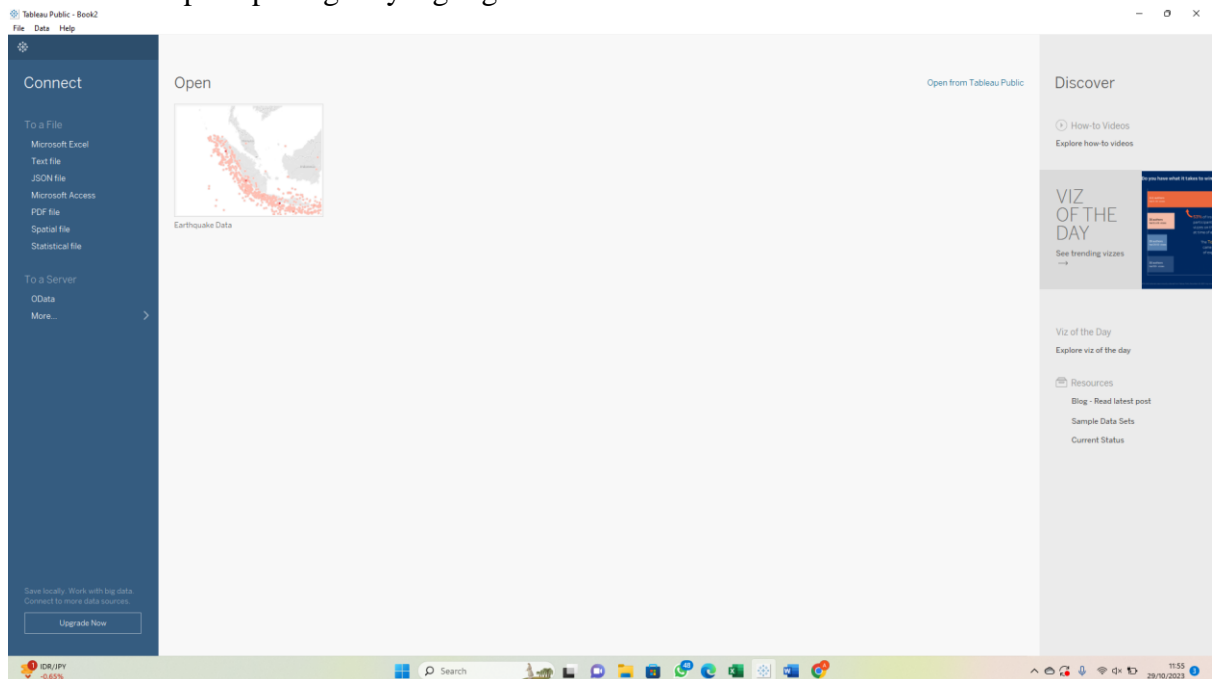 Tableau Public - Book2
File Data Help
Connect
To a File
Microsoft Excel
Text file
JSON file
Microsoft Access
PDF file
Spatial file
Statistical file
To a Server
OData
More...
Save locally. Work with big data.
Connect to more data sources.
Upgrade Now
Open
Open from Tableau Public
Earthquake Data
Discover
How-to Videos
Explore how-to videos
VIZ
OF THE
DAY
See trending vizzes
→
Viz of the Day
Explore viz of the day
Resources
Blog - Read latest post
Sample Data Sets
Current Status
1
IDR/JPY
-0.65%
Search
11:55
29/10/2023